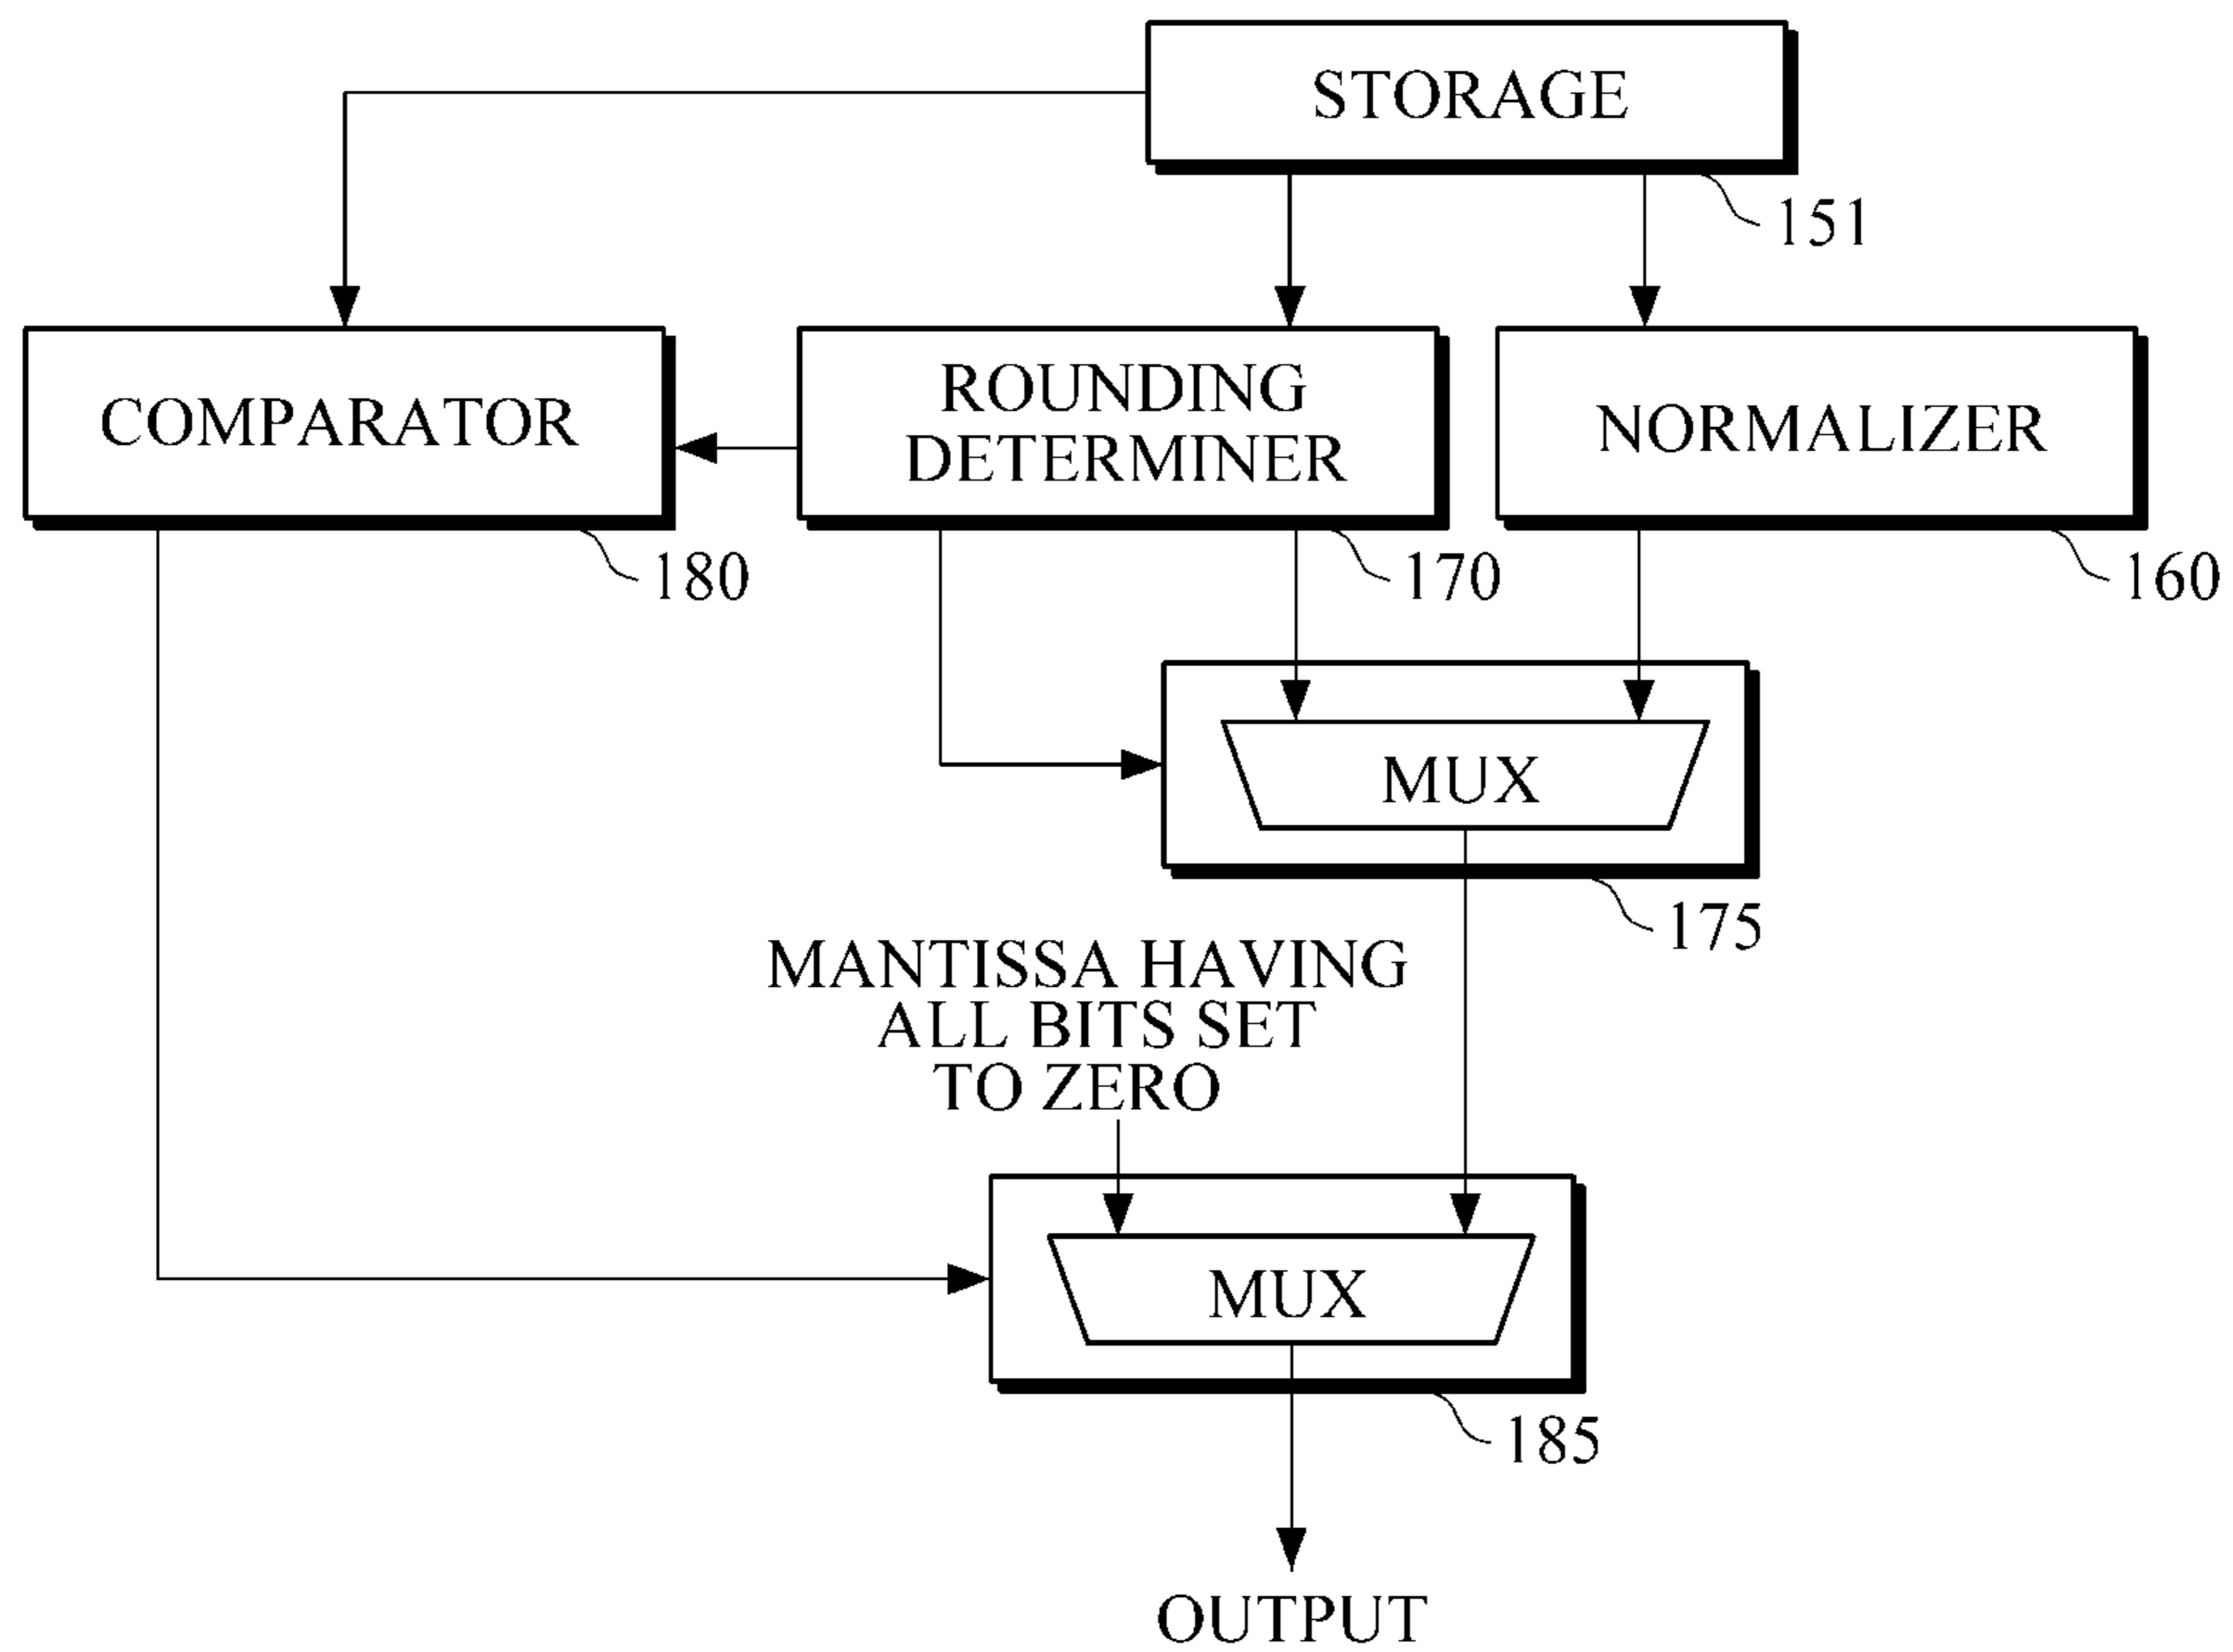 STORAGE
151
COMPARATOR
180
ROUNDING
DETERMINER
170
NORMALIZER
160
MUX
175
MANTISSA HAVING
ALL BITS SET
TO ZERO
MUX
185
OUTPUT